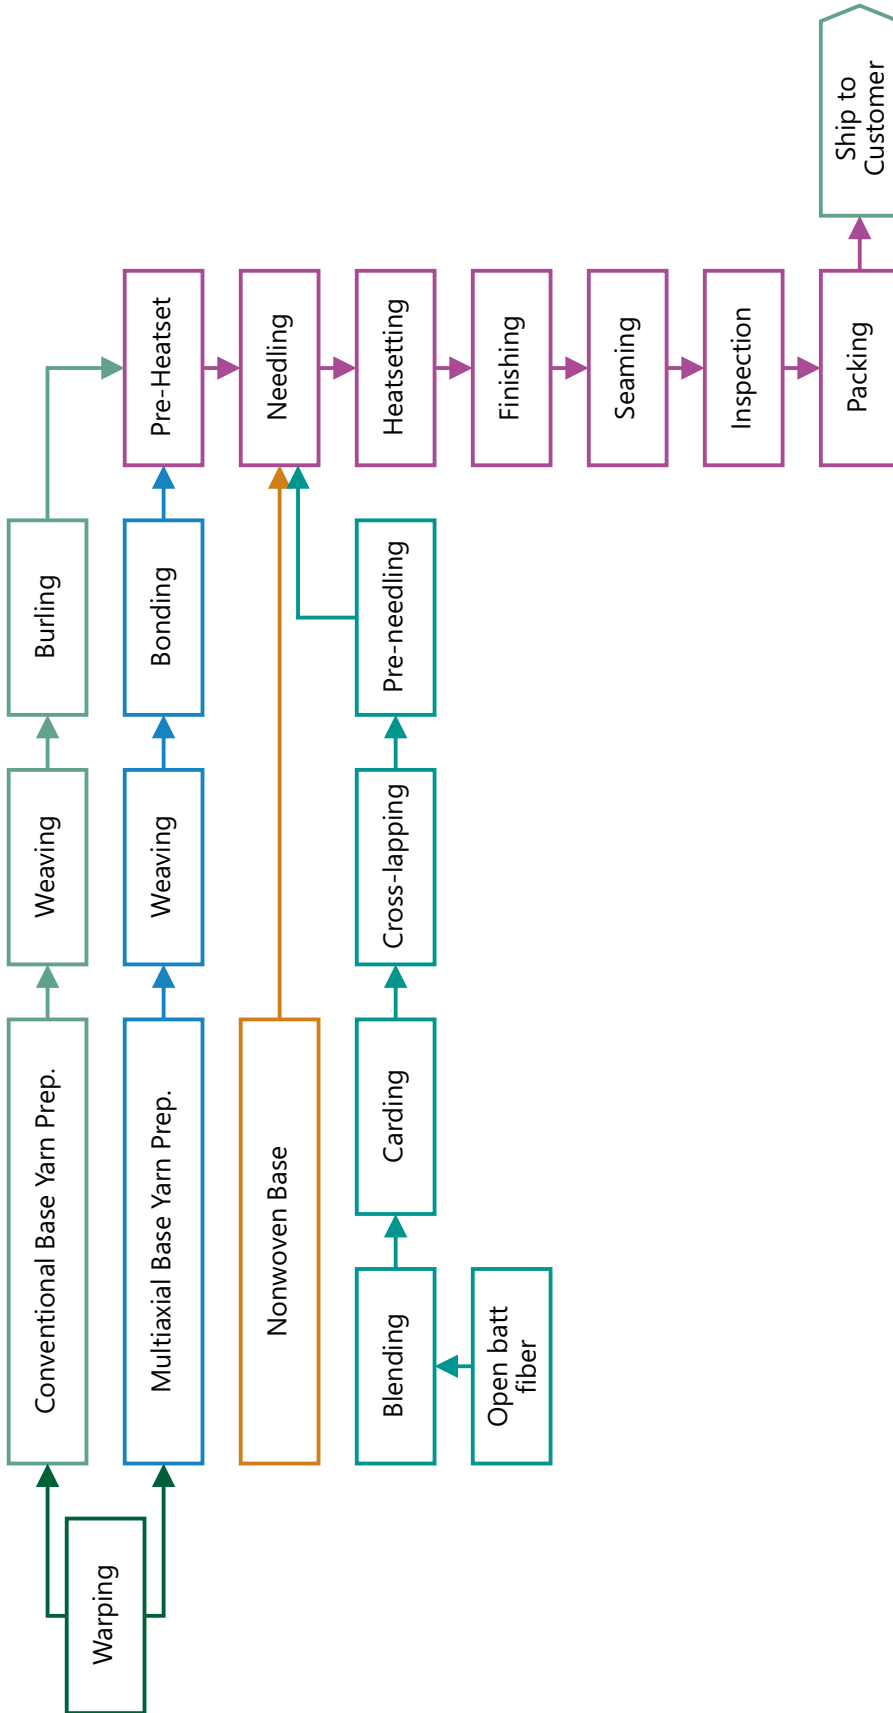 Warping
Conventional Base Yarn Prep.
Weaving
Burling
Multiaxial Base Yarn Prep.
Weaving
Bonding
Pre-Heatset
Nonwoven Base
Needling
Open batt
fiber
Blending
Carding
Cross-lapping
Pre-needling
Heatsetting
Finishing
Seaming
Inspection
Packing
Ship to
Customer